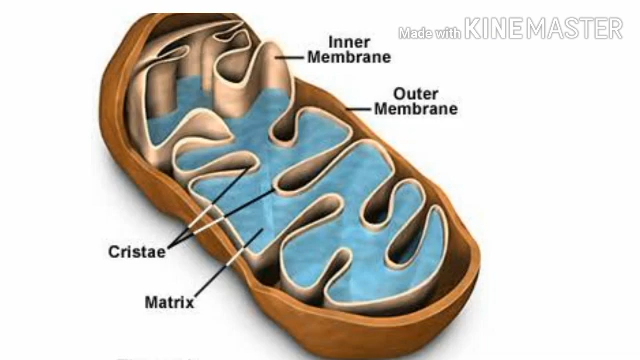 Made with KINEMASTER
Inner
Membrane
Outer
Membrane
Cristae
Matrix